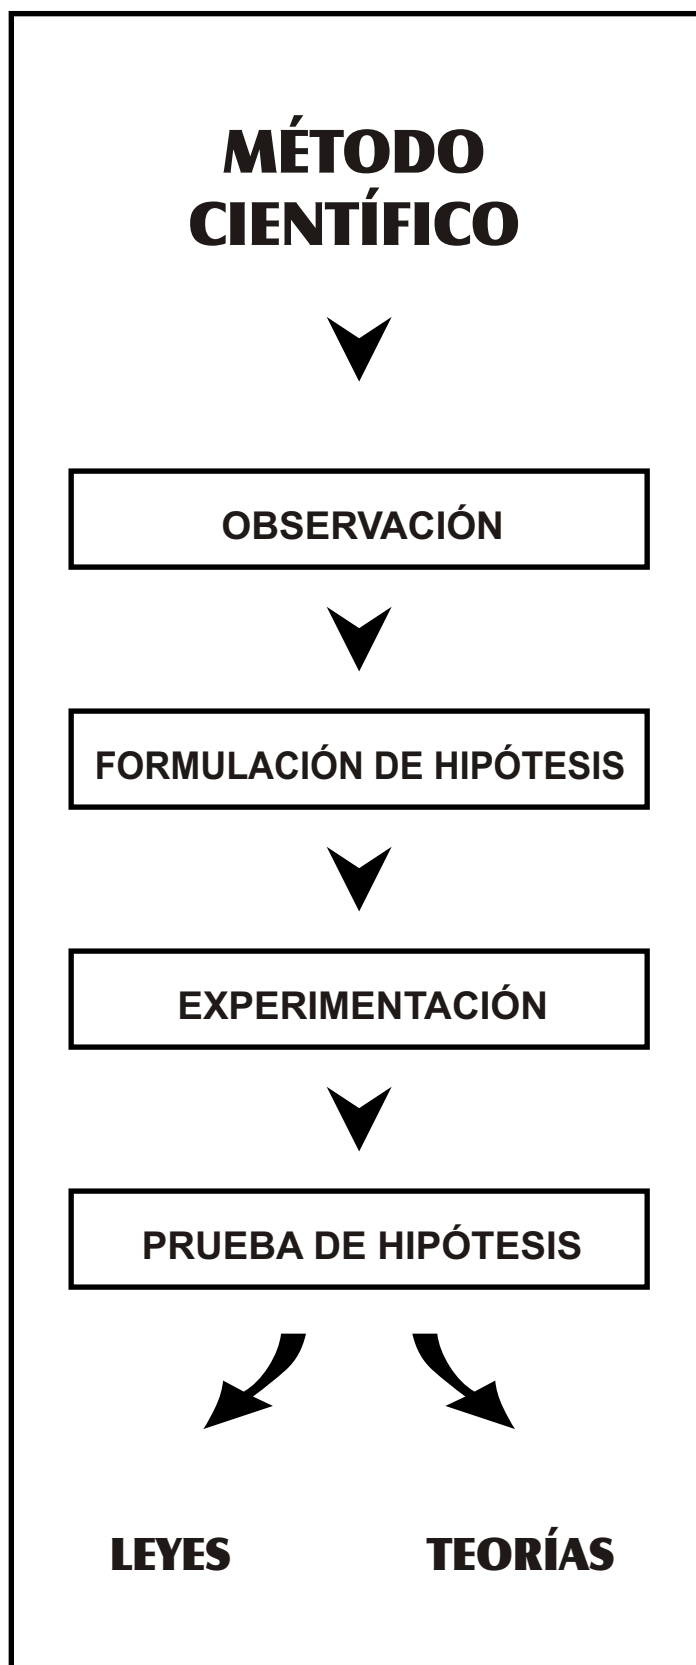 MÉTODO
CIENTÍFICO
OBSERVACIÓN
FORMULACIÓN DE HIPÓTESIS
EXPERIMENTACIÓN
PRUEBA DE HIPÓTESIS
LEYES
TEORÍAS